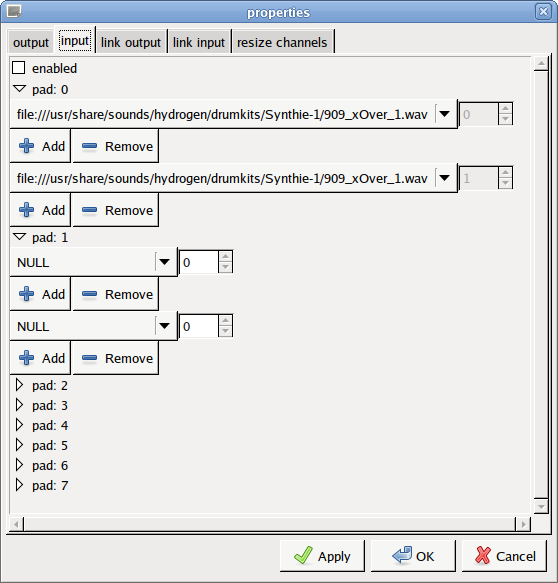 properties
output input link output link input resize channels
enabled
pad: 0
file:///usr/share/sounds/hydrogen/drumkits/Synthie-1/909_xOver_1.wav 0
Add Remove
file:///usr/share/sounds/hydrogen/drumkits/Synthie-1/909_xOver_1.wav 1
Add Remove
pad: 1
NULL 0
Add Remove
NULL 0
Add Remove
pad: 2
pad: 3
pad: 4
pad: 5
pad: 6
pad: 7
Apply OK Cancel